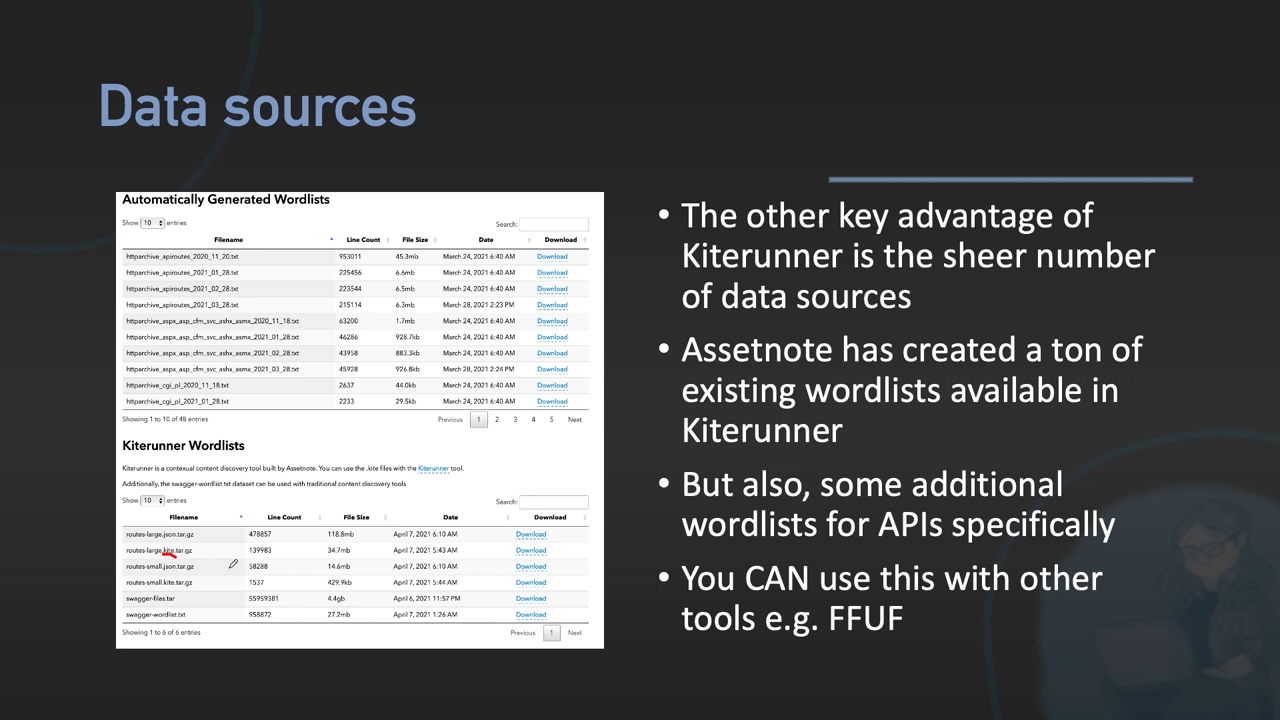 Data sources
Automatically Generated Wordlists
Show 10 entries
Search:
Filename Line Count File Size Date Download
httparchive_apiroutes_2020_11_20.txt 953011 45.3mb March 24, 2021 6:40 AM Download
httparchive_apiroutes_2021_01_28.txt 225456 6.6mb March 24, 2021 6:40 AM Download
httparchive_apiroutes_2021_02_28.txt 223544 6.5mb March 24, 2021 6:40 AM Download
httparchive_apiroutes_2021_03_28.txt 215114 6.3mb March 28, 2021 2:23 PM Download
httparchive_aspx_asp_cfm_svc_ashx_asmx_2020_11_18.txt 63200 1.7mb March 24, 2021 6:40 AM Download
httparchive_aspx_asp_cfm_svc_ashx_asmx_2021_01_28.txt 46286 928.7kb March 24, 2021 6:40 AM Download
httparchive_aspx_asp_cfm_svc_ashx_asmx_2021_02_28.txt 43958 883.3kb March 24, 2021 6:40 AM Download
httparchive_aspx_asp_cfm_svc_ashx_asmx_2021_03_28.txt 45928 926.8kb March 28, 2021 2:24 PM Download
httparchive_cgi_pl_2020_11_18.txt 2637 44.0kb March 24, 2021 6:40 AM Download
httparchive_cgi_pl_2021_01_28.txt 2233 29.5kb March 24, 2021 6:40 AM Download
Showing 1 to 10 of 48 entries
Previous 1 2 3 4 5 Next
Kiterunner Wordlists
Kiterunner is a contexual content discovery tool built by Assetnote. You can use the .kite files with the Kiterunner tool.
Additionally, the swagger-wordlist.txt dataset can be used with traditional content discovery tools
Show 10 entries
Search:
Filename Line Count File Size Date Download
routes-large.json.tar.gz 478857 118.8mb April 7, 2021 6:10 AM Download
routes-large.kite.tar.gz 139983 34.7mb April 7, 2021 5:43 AM Download
routes-small.json.tar.gz 58288 14.6mb April 7, 2021 6:10 AM Download
routes-small.kite.tar.gz 1537 429.9kb April 7, 2021 5:44 AM Download
swagger-files.tar 55959381 4.4gb April 6, 2021 11:57 PM Download
swagger-wordlist.txt 958872 27.2mb April 7, 2021 1:26 AM Download
Showing 1 to 6 of 6 entries
Previous 1 Next
• The other key advantage of
Kiterunner is the sheer number
of data sources
• Assetnote has created a ton of
existing wordlists available in
Kiterunner
• But also, some additional
wordlists for APIs specifically
• You CAN use this with other
tools e.g. FFUF